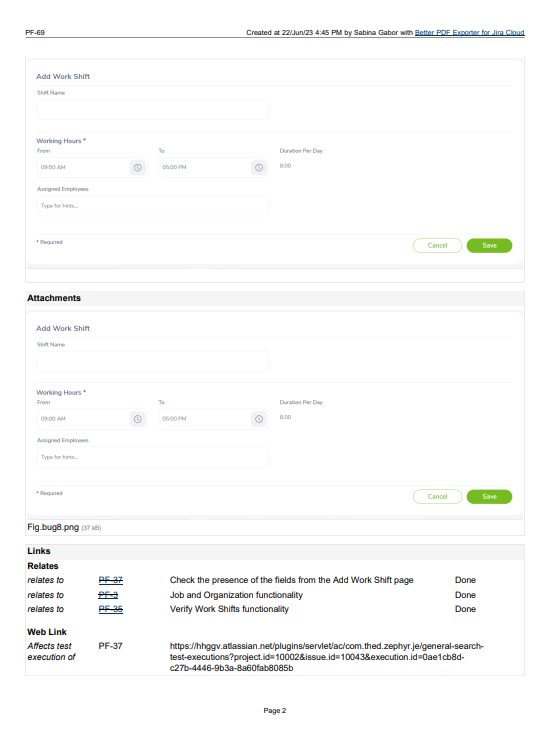 PF-69
Created at 22/Jun/23 4:45 PM by Sabina Gabor with Better PDF Exporter for Jira Cloud
Add Work Shift
Shift Name
Working Hours *
From To Duration Per Day
09:00 AM 05:00 PM 8.00
Assigned Employees
Type for hints...
* Required
Cancel Save
Attachments
Add Work Shift
Shift Name
Working Hours *
From To Duration Per Day
09:00 AM 05:00 PM 8.00
Assigned Employees
Type for hints...
* Required
Cancel Save
Fig.bug8.png (37 kB)
Links
Relates
relates to PF-37 Check the presence of the fields from the Add Work Shift page Done
relates to PF-3 Job and Organization functionality Done
relates to PF-35 Verify Work Shifts functionality Done
Web Link
Affects test PF-37 https://hhggv.atlassian.net/plugins/servlet/ac/com.thed.zephyr.je/general-search-
execution of test-executions?project.id=10002&issue.id=10043&execution.id=0ae1cb8d-
c27b-4446-9b3a-8a60fab8085b
Page 2